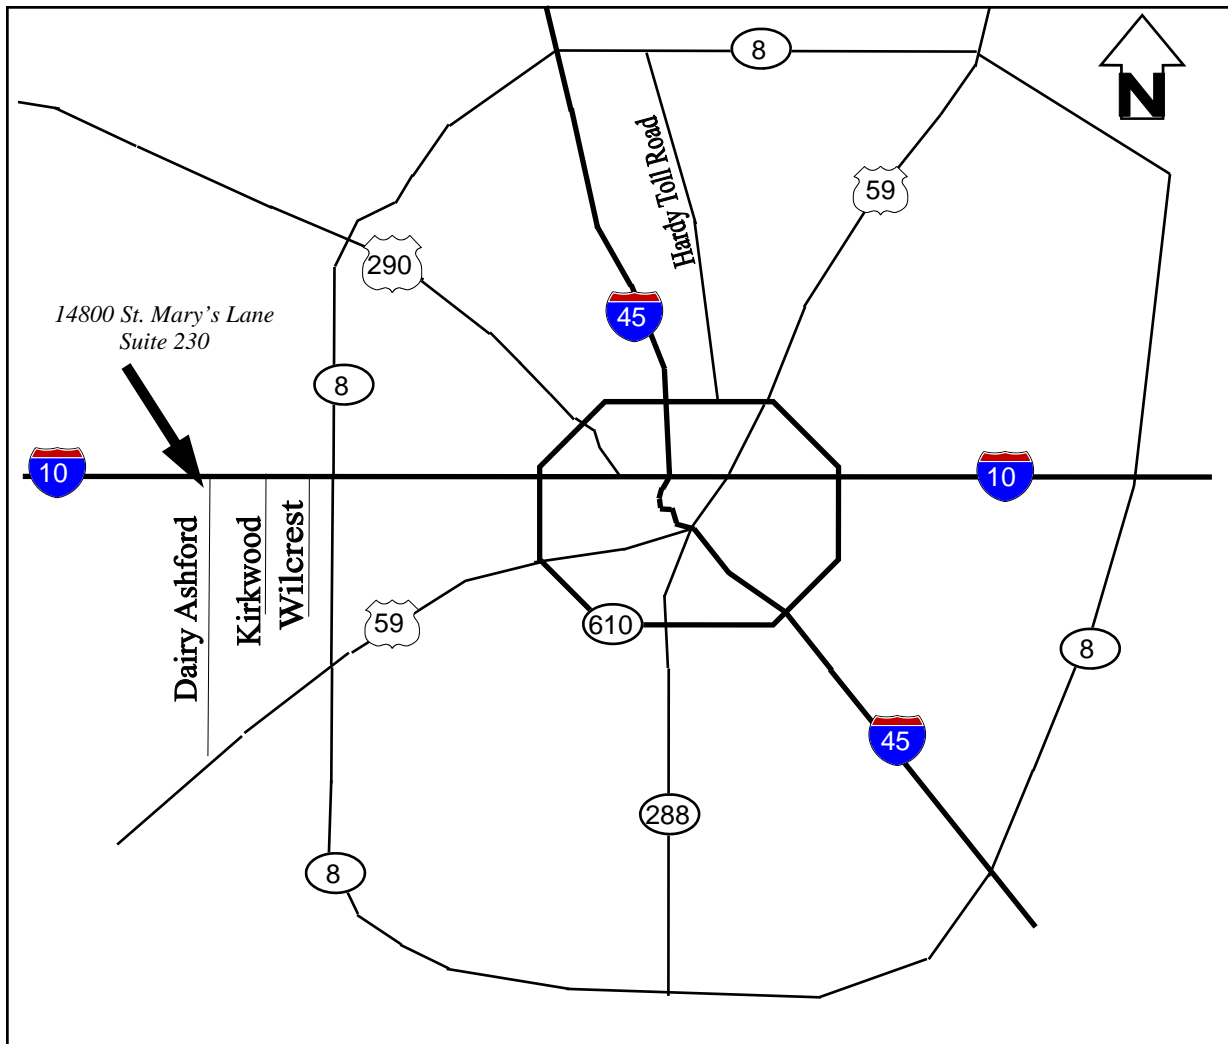 8
N
Hardy Toll Road
59
290
45
14800 St. Mary's Lane
Suite 230
8
10
10
Dairy Ashford
Kirkwood
Wilcrest
59
610
8
45
288
8